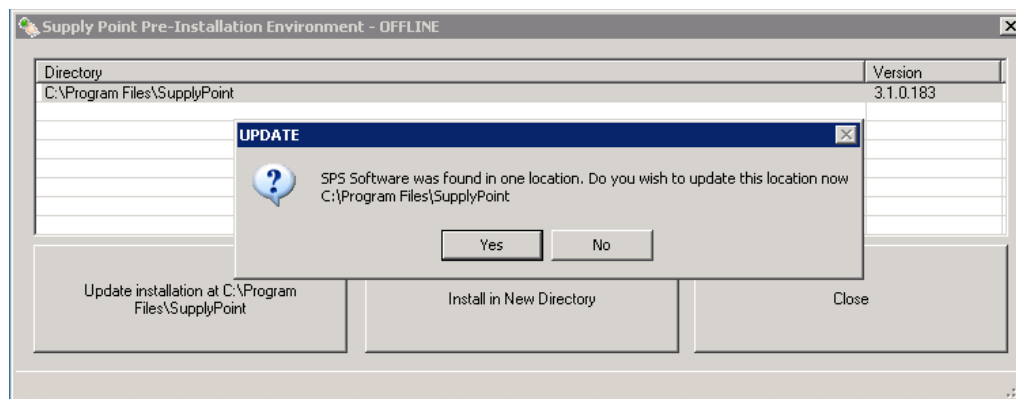 Supply Point Pre-Installation Environment - OFFLINE
Directory
Version
C:\Program Files\SupplyPoint
3.1.0.183
UPDATE
SPS Software was found in one location. Do you wish to update this location now
C:\Program Files\SupplyPoint
Yes
No
Update installation at C:\Program
Files\SupplyPoint
Install in New Directory
Close